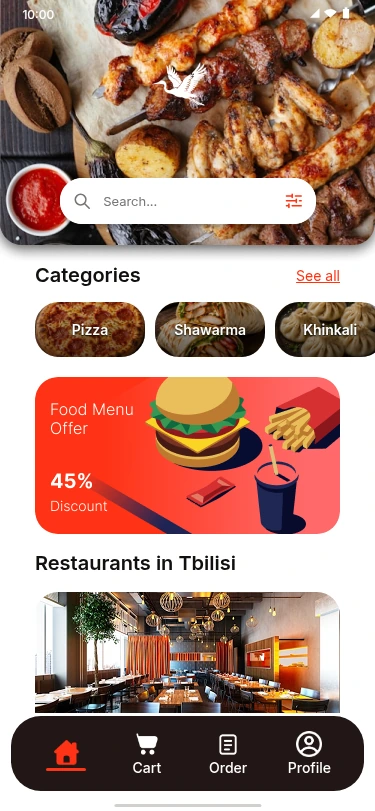 10:00
Search...
Categories
See all
Pizza
Shawarma
Khinkali
Food Menu
Offer
45%
Discount
Restaurants in Tbilisi
Cart
Order
Profile